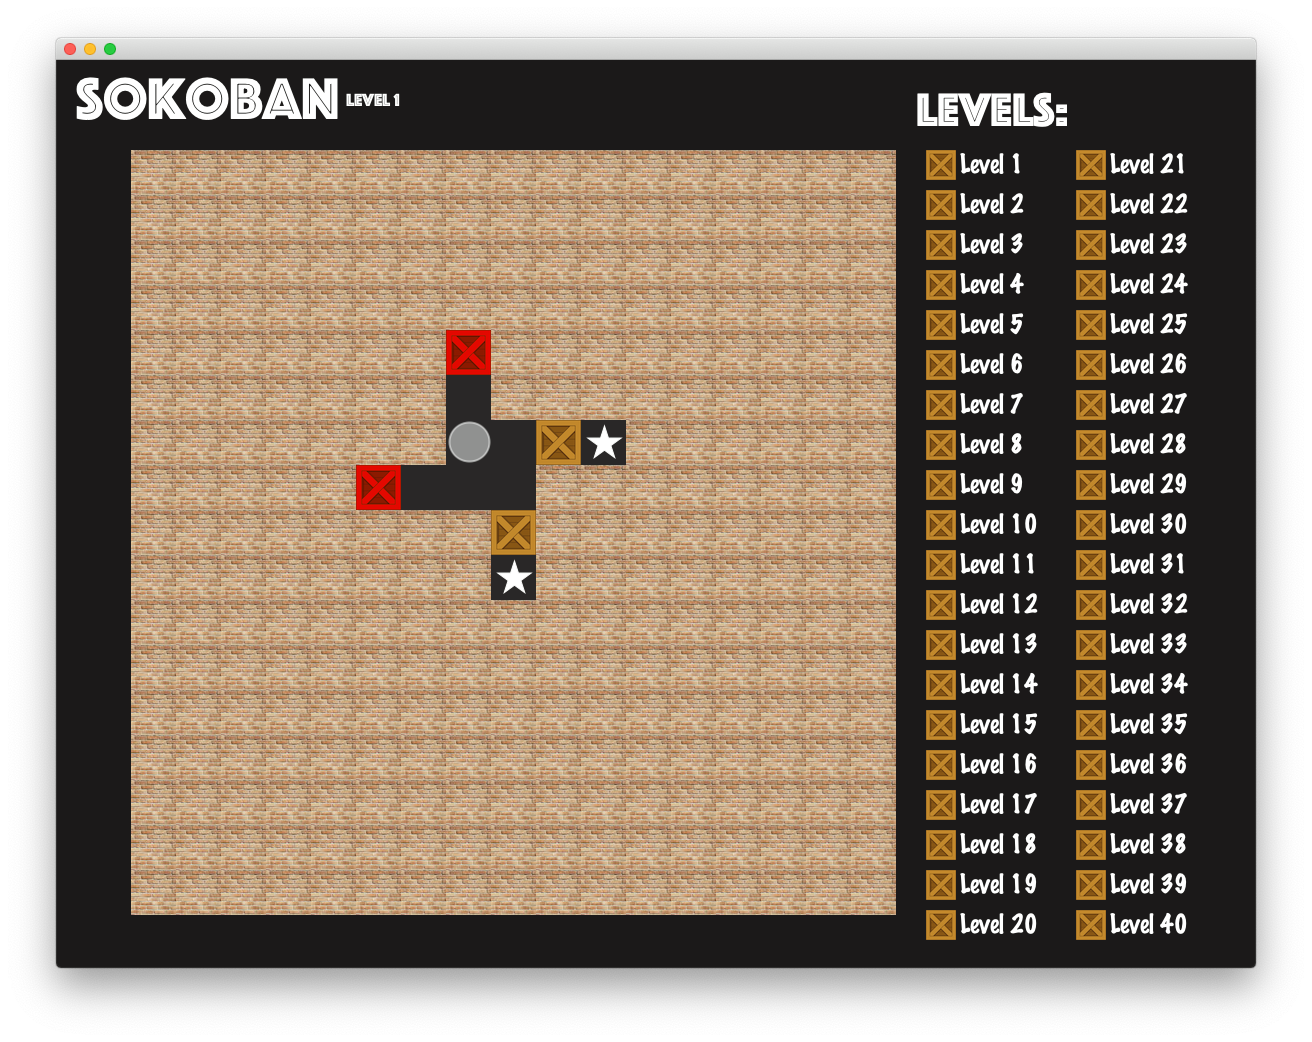 SOKOBAN LEVEL 1
LEVELS:
Level 1
Level 2
Level 3
Level 4
Level 5
Level 6
Level 7
Level 8
Level 9
Level 10
Level 11
Level 12
Level 13
Level 14
Level 15
Level 16
Level 17
Level 18
Level 19
Level 20
Level 21
Level 22
Level 23
Level 24
Level 25
Level 26
Level 27
Level 28
Level 29
Level 30
Level 31
Level 32
Level 33
Level 34
Level 35
Level 36
Level 37
Level 38
Level 39
Level 40